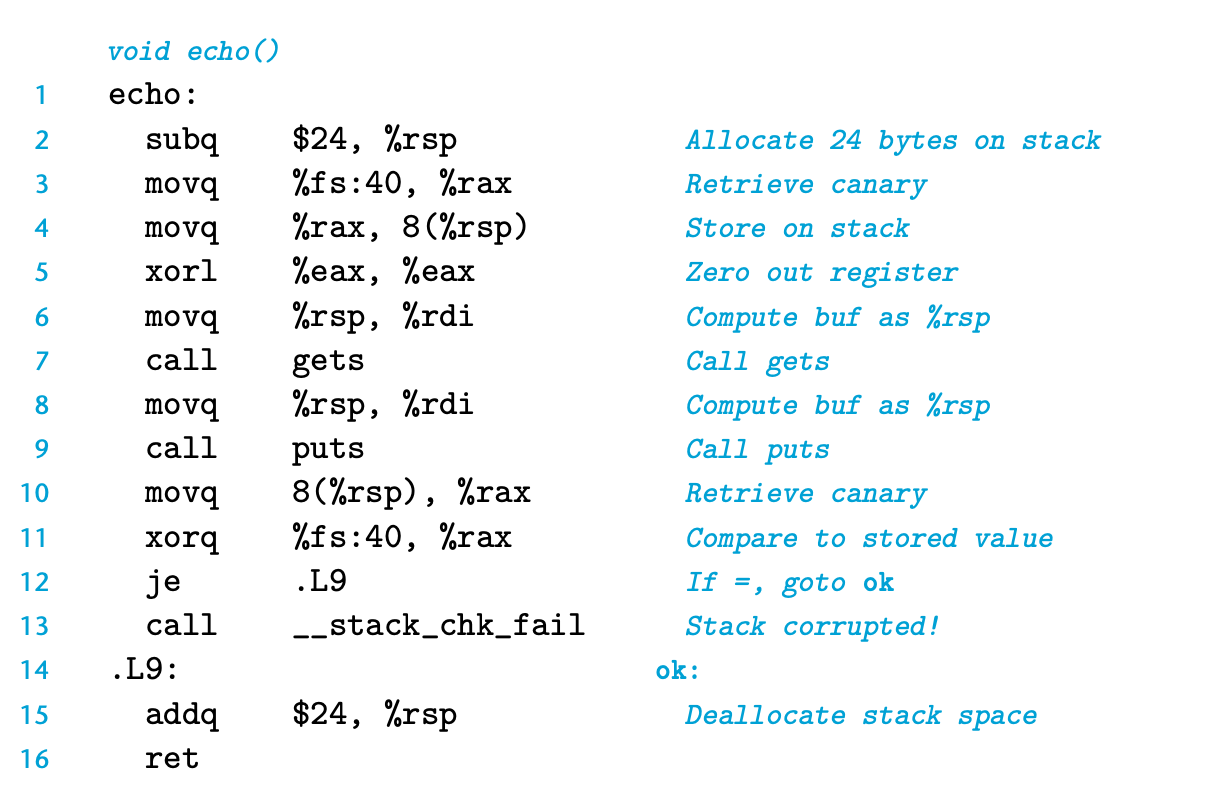 void echo()
1 echo:
2 subq $24, %rsp Allocate 24 bytes on stack
3 movq %fs:40, %rax Retrieve canary
4 movq %rax, 8(%rsp) Store on stack
5 xorl %eax, %eax Zero out register
6 movq %rsp, %rdi Compute buf as %rsp
7 call gets Call gets
8 movq %rsp, %rdi Compute buf as %rsp
9 call puts Call puts
10 movq 8(%rsp), %rax Retrieve canary
11 xorq %fs:40, %rax Compare to stored value
12 je .L9 If =, goto ok
13 call __stack_chk_fail Stack corrupted!
14 .L9: ok:
15 addq $24, %rsp Deallocate stack space
16 ret